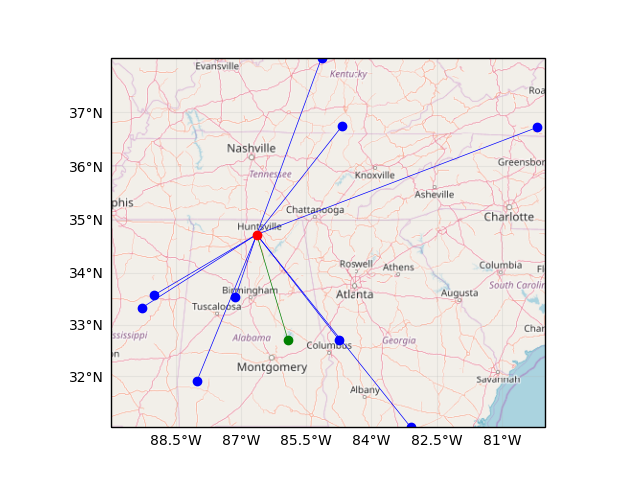 Evansville
Kentucky
Roa
37°N
Nashville
36°N
Greensbor
Tennessee
Knoxville
Asheville
phis
Chattanooga
35°N
Charlotte
Huntsville
Roswell
Columbia
34°N
Athens
Fl
South Carolin
Birmingham
Atlanta
Augusta
Tuscaloosa
33°N
ississippi
Alabama
Georgia
Char
Columbus
on
Montgomery
32°N
Savannah
Albany
88.5°W 87°W 85.5°W 84°W 82.5°W 81°W